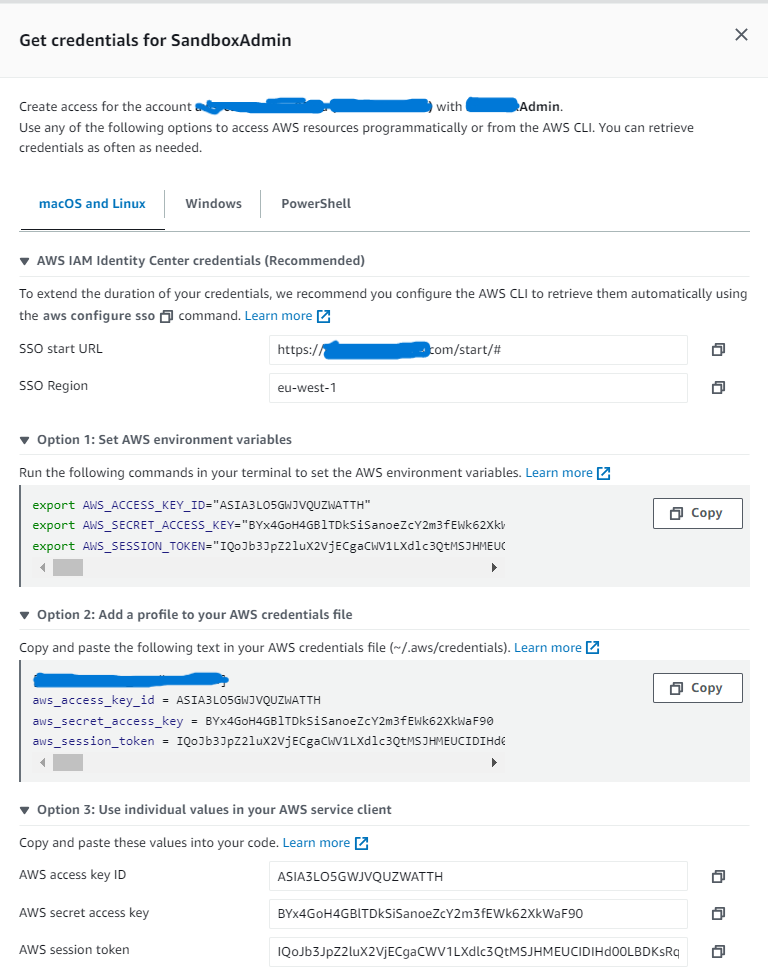 Get credentials for SandboxAdmin
Create access for the account with Admin.
Use any of the following options to access AWS resources programmatically or from the AWS CLI. You can retrieve
credentials as often as needed.
macOS and Linux Windows PowerShell
▼ AWS IAM Identity Center credentials (Recommended)
To extend the duration of your credentials, we recommend you configure the AWS CLI to retrieve them automatically using
the aws configure sso command. Learn more
SSO start URL https:// com/start/#
SSO Region eu-west-1
▼ Option 1: Set AWS environment variables
Run the following commands in your terminal to set the AWS environment variables. Learn more
export AWS_ACCESS_KEY_ID="ASIA3LO5GWJVQUZWATTH"
Copy
export AWS_SECRET_ACCESS_KEY="BYx4GoH4GBlTDkSiSanoeZcY2m3fEWk62XkW
export AWS_SESSION_TOKEN="IQoJb3JpZ2luX2VjECgaCWV1LXdlc3QtMSJHMEUC
▼ Option 2: Add a profile to your AWS credentials file
Copy and paste the following text in your AWS credentials file (~/.aws/credentials). Learn more
]
Copy
aws_access_key_id = ASIA3LO5GWJVQUZWATTH
aws_secret_access_key = BYx4GoH4GBlTDkSiSanoeZcY2m3fEWk62XkWaF90
aws_session_token = IQoJb3JpZ2luX2VjECgaCWV1LXdlc3QtMSJHMEUCIDIHd0
▼ Option 3: Use individual values in your AWS service client
Copy and paste these values into your code. Learn more
AWS access key ID ASIA3LO5GWJVQUZWATTH
AWS secret access key BYx4GoH4GBlTDkSiSanoeZcY2m3fEWk62XkWaF90
AWS session token IQoJb3JpZ2luX2VjECgaCWV1LXdlc3QtMSJHMEUCIDIHd00LBDKsRq